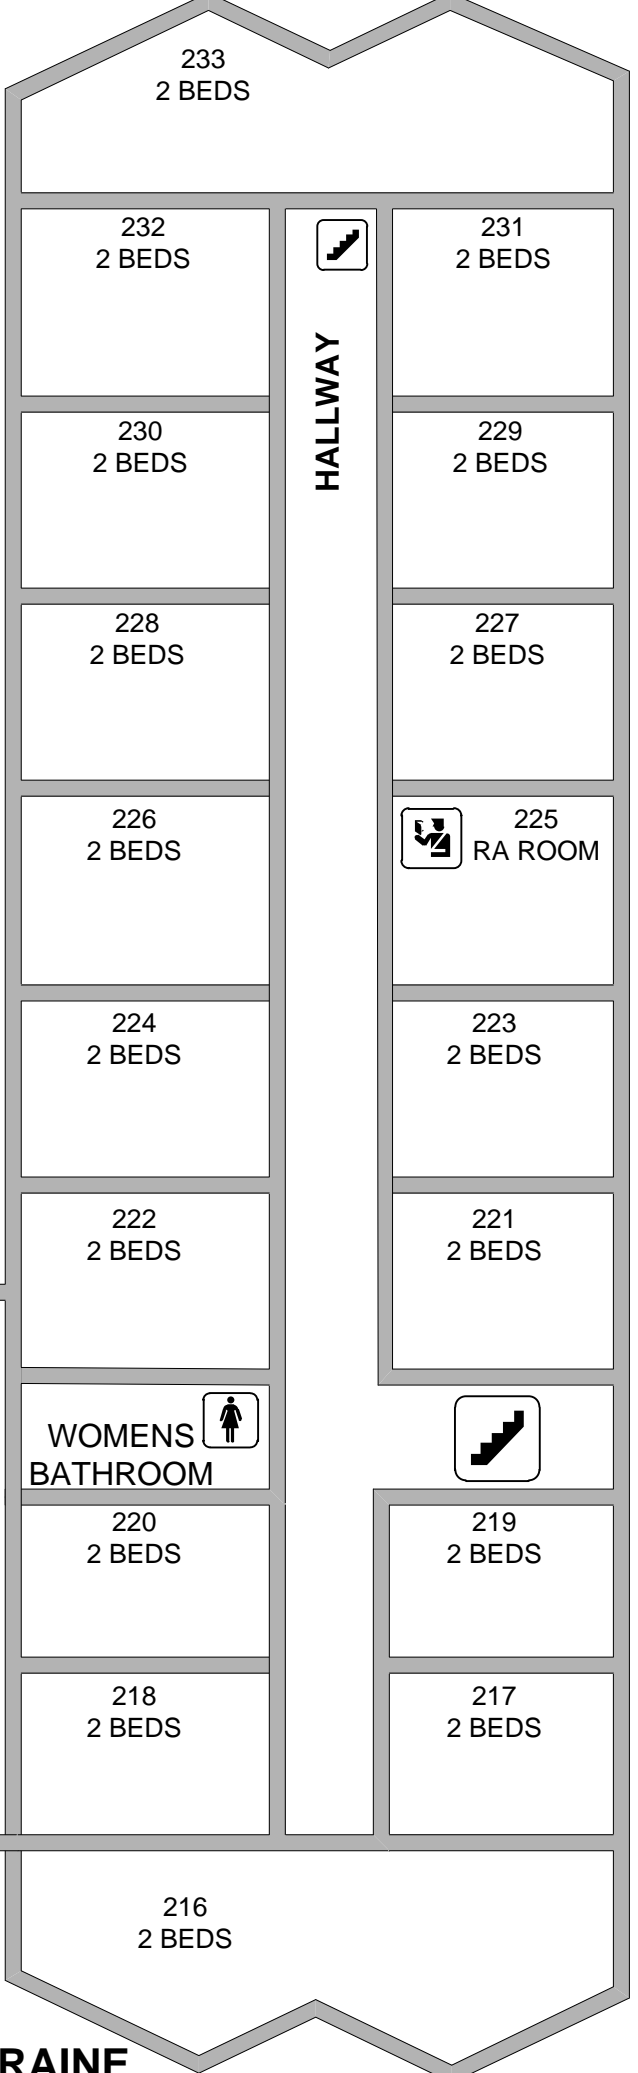 233
2 BEDS
232
2 BEDS
231
2 BEDS
HALLWAY
230
2 BEDS
229
2 BEDS
228
2 BEDS
227
2 BEDS
226
2 BEDS
225
RA ROOM
224
2 BEDS
223
2 BEDS
222
2 BEDS
221
2 BEDS
WOMENS
BATHROOM
220
2 BEDS
219
2 BEDS
218
2 BEDS
217
2 BEDS
216
2 BEDS
RAINE